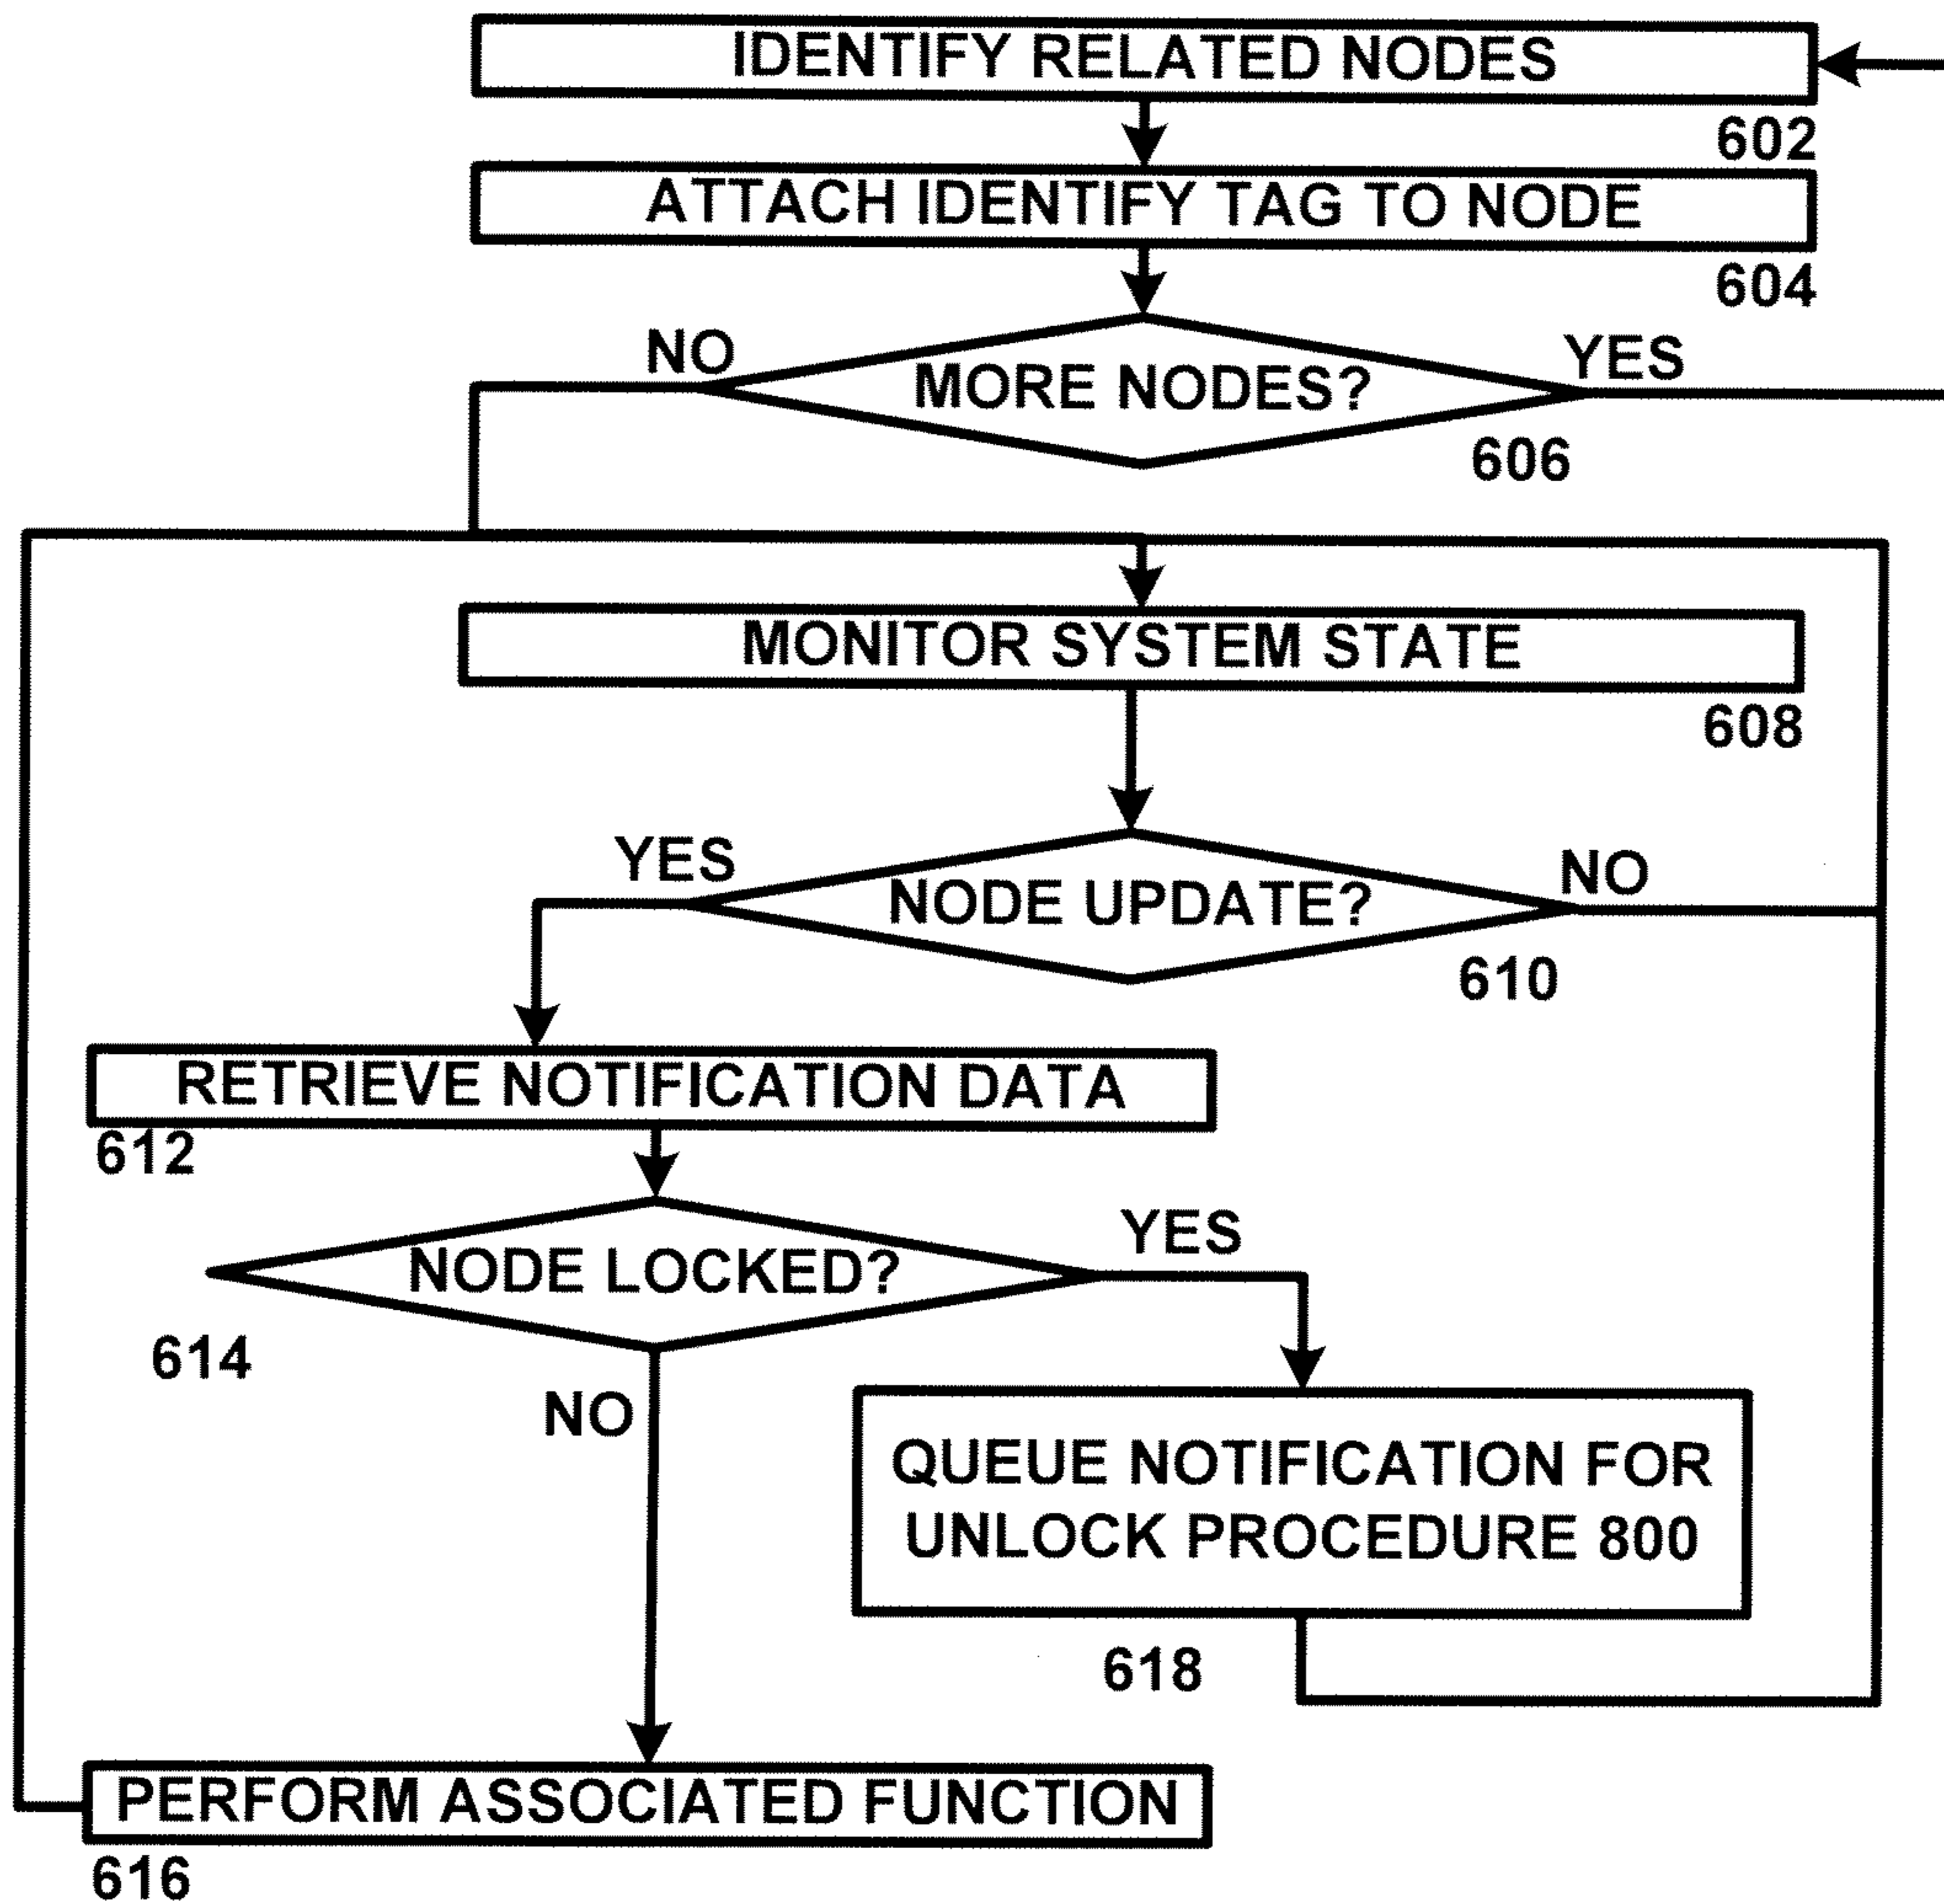 IDENTIFY RELATED NODES
602
ATTACH IDENTIFY TAG TO NODE
604
NO
YES
MORE NODES?
606
MONITOR SYSTEM STATE
608
YES
NO
NODE UPDATE?
610
RETRIEVE NOTIFICATION DATA
612
YES
NODE LOCKED?
614
NO
QUEUE NOTIFICATION FOR
UNLOCK PROCEDURE 800
618
PERFORM ASSOCIATED FUNCTION
616